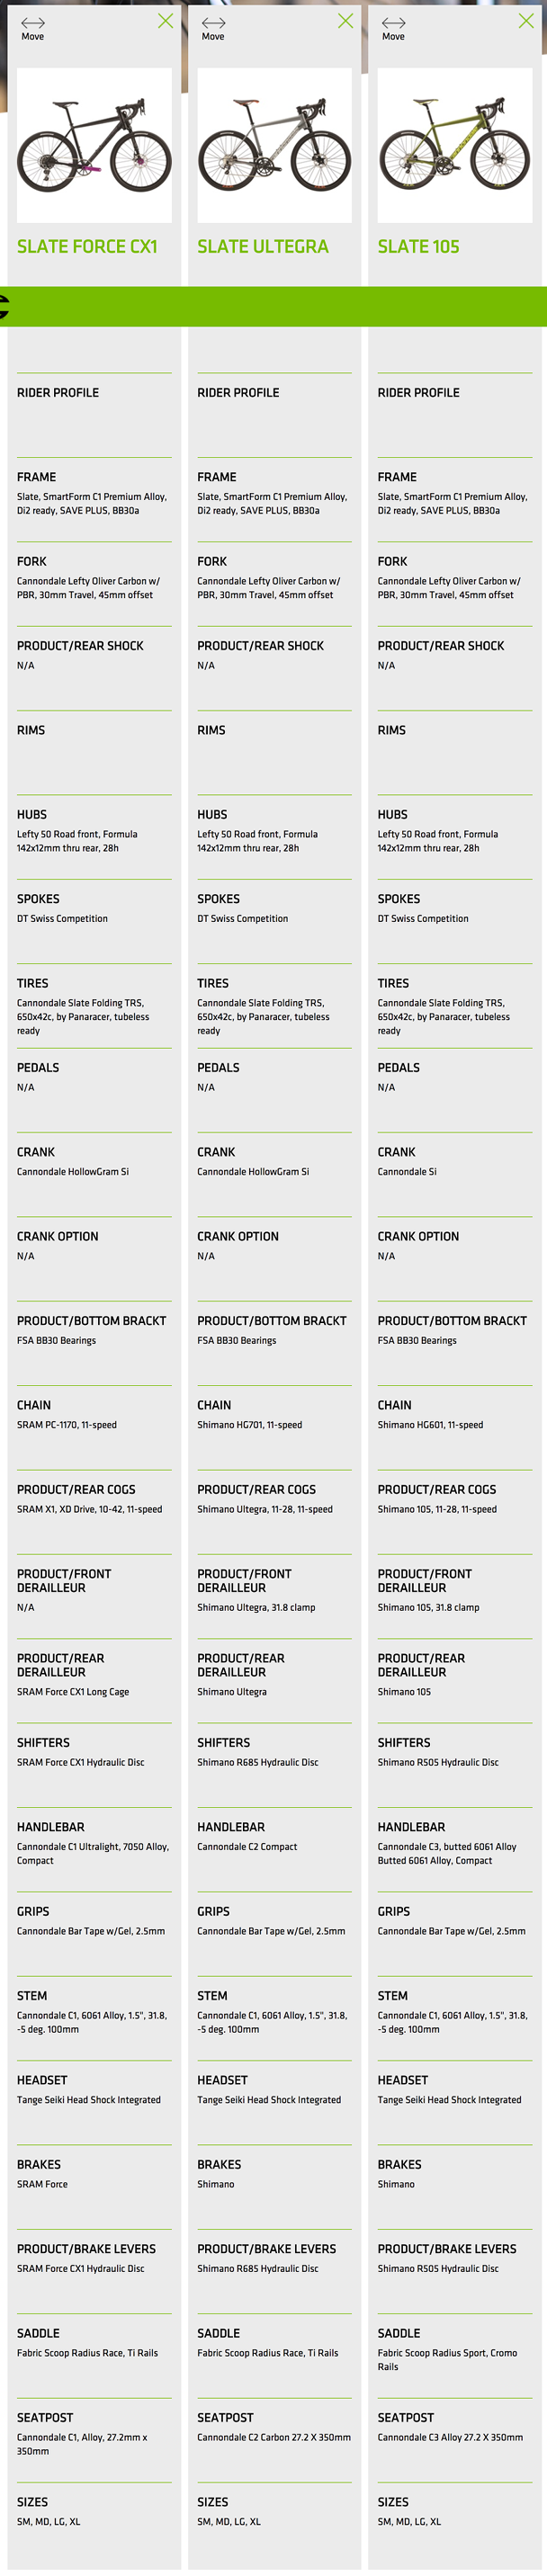 Move
Move
Move
SLATE FORCE CX1
SLATE ULTEGRA
SLATE 105
RIDER PROFILE
RIDER PROFILE
RIDER PROFILE
FRAME
Slate, SmartForm C1 Premium Alloy,
Di2 ready, SAVE PLUS, BB30a
FRAME
Slate, SmartForm C1 Premium Alloy,
Di2 ready, SAVE PLUS, BB30a
FRAME
Slate, SmartForm C1 Premium Alloy,
Di2 ready, SAVE PLUS, BB30a
FORK
Cannondale Lefty Oliver Carbon w/
PBR, 30mm Travel, 45mm offset
FORK
Cannondale Lefty Oliver Carbon w/
PBR, 30mm Travel, 45mm offset
FORK
Cannondale Lefty Oliver Carbon w/
PBR, 30mm Travel, 45mm offset
PRODUCT/REAR SHOCK
N/A
PRODUCT/REAR SHOCK
N/A
PRODUCT/REAR SHOCK
N/A
RIMS
RIMS
RIMS
HUBS
Lefty 50 Road front, Formula
142x12mm thru rear, 28h
HUBS
Lefty 50 Road front, Formula
142x12mm thru rear, 28h
HUBS
Lefty 50 Road front, Formula
142x12mm thru rear, 28h
SPOKES
DT Swiss Competition
SPOKES
DT Swiss Competition
SPOKES
DT Swiss Competition
TIRES
Cannondale Slate Folding TRS,
650x42c, by Panaracer, tubeless
ready
TIRES
Cannondale Slate Folding TRS,
650x42c, by Panaracer, tubeless
ready
TIRES
Cannondale Slate Folding TRS,
650x42c, by Panaracer, tubeless
ready
PEDALS
N/A
PEDALS
N/A
PEDALS
N/A
CRANK
Cannondale HollowGram Si
CRANK
Cannondale HollowGram Si
CRANK
Cannondale Si
CRANK OPTION
N/A
CRANK OPTION
N/A
CRANK OPTION
N/A
PRODUCT/BOTTOM BRACKT
FSA BB30 Bearings
PRODUCT/BOTTOM BRACKT
FSA BB30 Bearings
PRODUCT/BOTTOM BRACKT
FSA BB30 Bearings
CHAIN
SRAM PC-1170, 11-speed
CHAIN
Shimano HG701, 11-speed
CHAIN
Shimano HG601, 11-speed
PRODUCT/REAR COGS
SRAM X1, XD Drive, 10-42, 11-speed
PRODUCT/REAR COGS
Shimano Ultegra, 11-28, 11-speed
PRODUCT/REAR COGS
Shimano 105, 11-28, 11-speed
PRODUCT/FRONT
DERAILLEUR
N/A
PRODUCT/FRONT
DERAILLEUR
Shimano Ultegra, 31.8 clamp
PRODUCT/FRONT
DERAILLEUR
Shimano 105, 31.8 clamp
PRODUCT/REAR
DERAILLEUR
SRAM Force CX1 Long Cage
PRODUCT/REAR
DERAILLEUR
Shimano Ultegra
PRODUCT/REAR
DERAILLEUR
Shimano 105
SHIFTERS
SRAM Force CX1 Hydraulic Disc
SHIFTERS
Shimano R685 Hydraulic Disc
SHIFTERS
Shimano R505 Hydraulic Disc
HANDLEBAR
Cannondale C1 Ultralight, 7050 Alloy,
Compact
HANDLEBAR
Cannondale C2 Compact
HANDLEBAR
Cannondale C3, butted 6061 Alloy
Butted 6061 Alloy, Compact
GRIPS
Cannondale Bar Tape w/Gel, 2.5mm
GRIPS
Cannondale Bar Tape w/Gel, 2.5mm
GRIPS
Cannondale Bar Tape w/Gel, 2.5mm
STEM
Cannondale C1, 6061 Alloy, 1.5", 31.8,
-5 deg. 100mm
STEM
Cannondale C1, 6061 Alloy, 1.5", 31.8,
-5 deg. 100mm
STEM
Cannondale C1, 6061 Alloy, 1.5", 31.8,
-5 deg. 100mm
HEADSET
Tange Seiki Head Shock Integrated
HEADSET
Tange Seiki Head Shock Integrated
HEADSET
Tange Seiki Head Shock Integrated
BRAKES
SRAM Force
BRAKES
Shimano
BRAKES
Shimano
PRODUCT/BRAKE LEVERS
SRAM Force CX1 Hydraulic Disc
PRODUCT/BRAKE LEVERS
Shimano R685 Hydraulic Disc
PRODUCT/BRAKE LEVERS
Shimano R505 Hydraulic Disc
SADDLE
Fabric Scoop Radius Race, Ti Rails
SADDLE
Fabric Scoop Radius Race, Ti Rails
SADDLE
Fabric Scoop Radius Sport, Cromo
Rails
SEATPOST
Cannondale C1, Alloy, 27.2mm x
350mm
SEATPOST
Cannondale C2 Carbon 27.2 X 350mm
SEATPOST
Cannondale C3 Alloy 27.2 X 350mm
SIZES
SM, MD, LG, XL
SIZES
SM, MD, LG, XL
SIZES
SM, MD, LG, XL